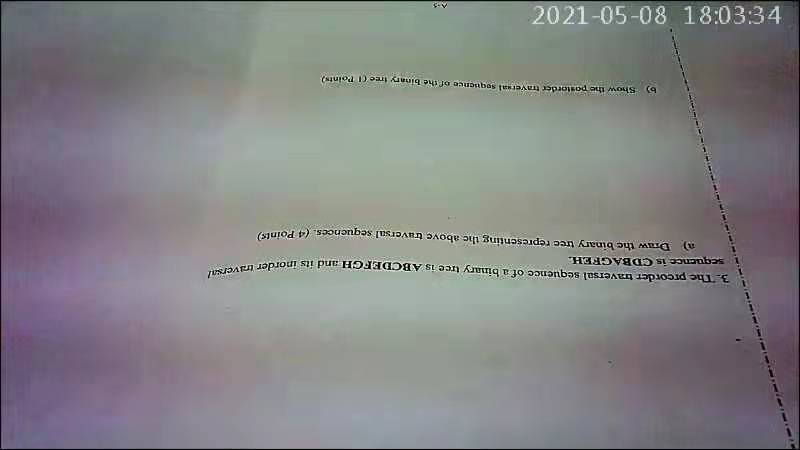 3. The preorder traversal sequence of a binary tree is ABCDEFGH and its inorder traversal
sequence is CDBAGFEH.
a) Draw the binary tree representing the above traversal sequences. (4 Points)
b) Show the postorder traversal sequence of the binary tree (1 Points)
A-5
2021-05-08 18:03:34